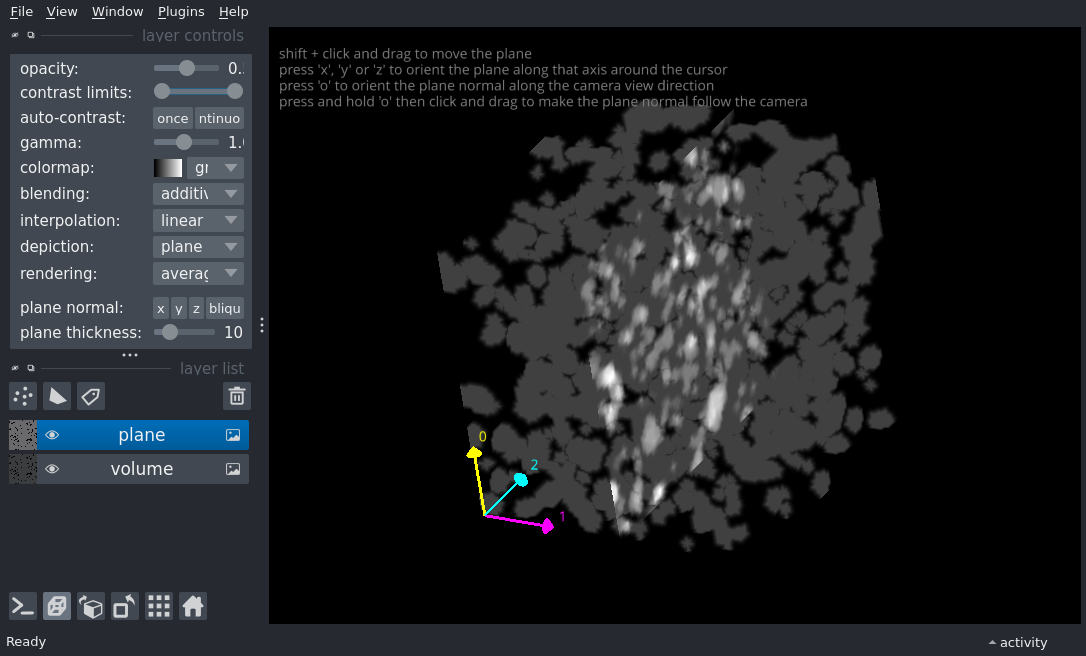 File View Window Plugins Help
layer controls
opacity: 0.
contrast limits:
auto-contrast: once ntinuo
gamma: 1.
colormap: gr
blending: additiv
interpolation: linear
depiction: plane
rendering: averag
plane normal: x y z bliqu
plane thickness: 10
layer list
plane
volume
Ready
shift + click and drag to move the plane
press 'x', 'y' or 'z' to orient the plane along that axis around the cursor
press 'o' to orient the plane normal along the camera view direction
press and hold 'o' then click and drag to make the plane normal follow the camera
0
2
1
activity